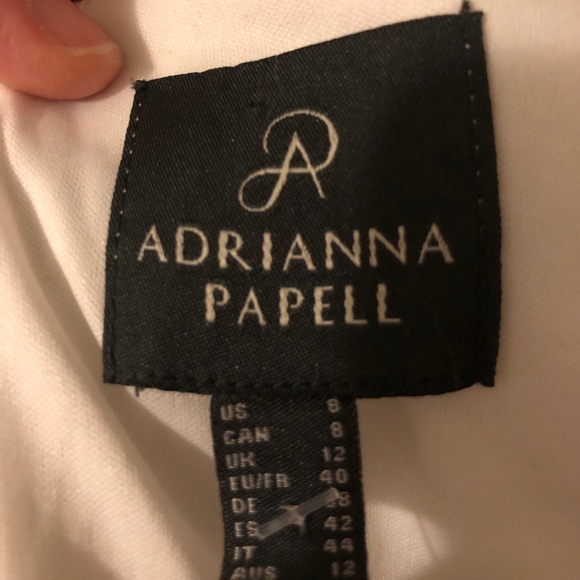 ADRIANNA
PAPELL
US 8
CAN 8
UK 12
EU/FR 40
DE
ES 42
IT 44
AUS 12